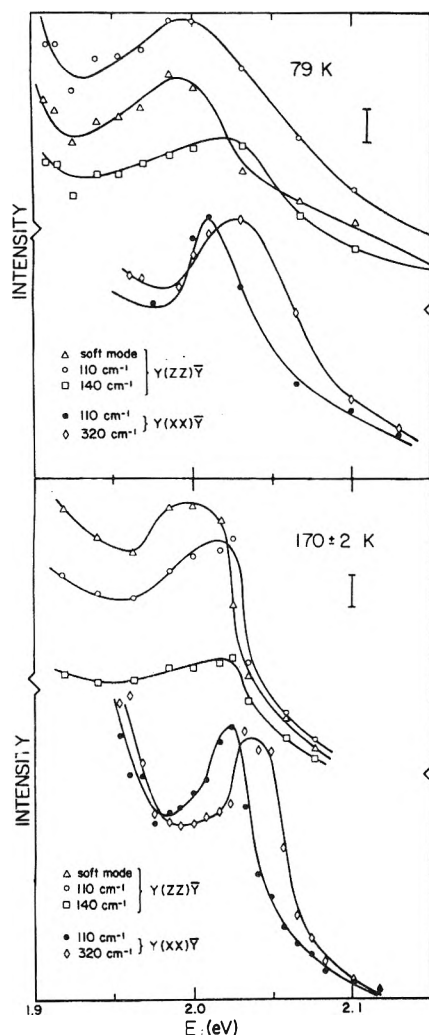 79 K
INTENSITY
△ soft mode
○ 110 cm⁻¹ } Y(ZZ)Ȳ
□ 140 cm⁻¹
● 110 cm⁻¹ } Y(XX)Ȳ
◊ 320 cm⁻¹
170±2 K
INTENSITY
△ soft mode
○ 110 cm⁻¹ } Y(ZZ)Ȳ
□ 140 cm⁻¹
● 110 cm⁻¹ } Y(XX)Ȳ
◊ 320 cm⁻¹
1.9 2.0 2.1
E (eV)